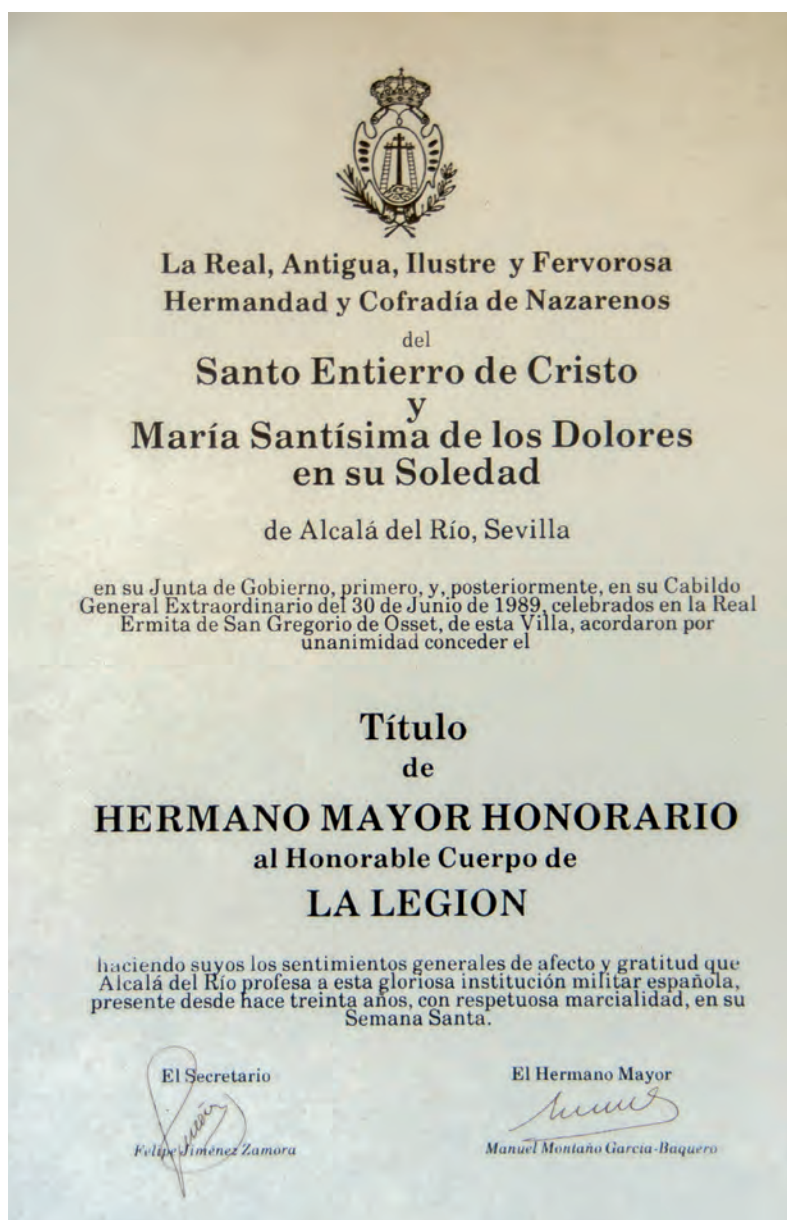 La Real, Antigua, Ilustre y Fervorosa
Hermandad y Cofradía de Nazarenos
del
Santo Entierro de Cristo
y
María Santísima de los Dolores
en su Soledad
de Alcalá del Río, Sevilla
en su Junta de Gobierno, primero, y, posteriormente, en su Cabildo
General Extraordinario del 30 de Junio de 1989, celebrados en la Real
Ermita de San Gregorio de Osset, de esta Villa, acordaron por
unanimidad conceder el
Título
de
HERMANO MAYOR HONORARIO
al Honorable Cuerpo de
LA LEGION
haciendo suyos los sentimientos generales de afecto y gratitud que
Alcalá del Río profesa a esta gloriosa institución militar española,
presente desde hace treinta años, con respetuosa marcialidad, en su
Semana Santa.
El Secretario El Hermano Mayor
Felipe Jiménez Zamora Manuel Montaño García-Baquero